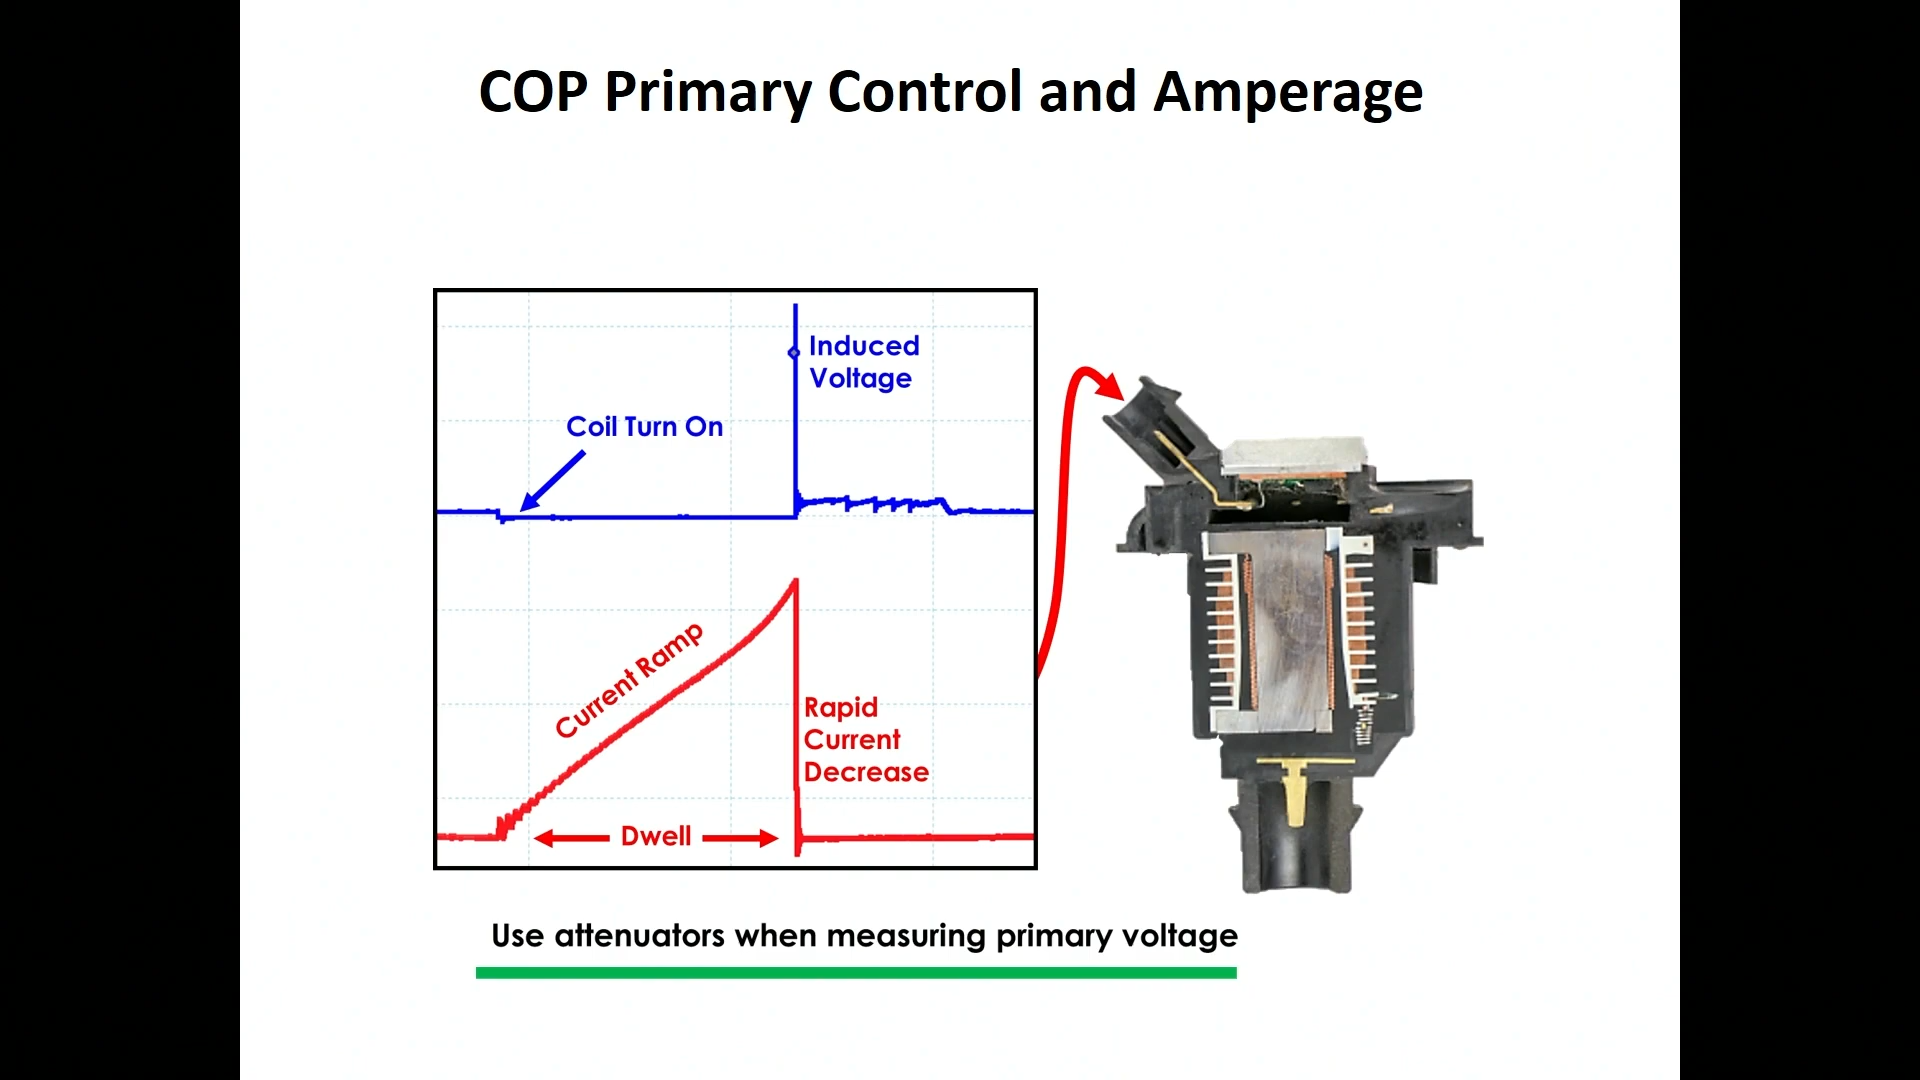 COP Primary Control and Amperage
Induced
Voltage
Coil Turn On
Current Ramp
Rapid
Current
Decrease
Dwell
Use attenuators when measuring primary voltage